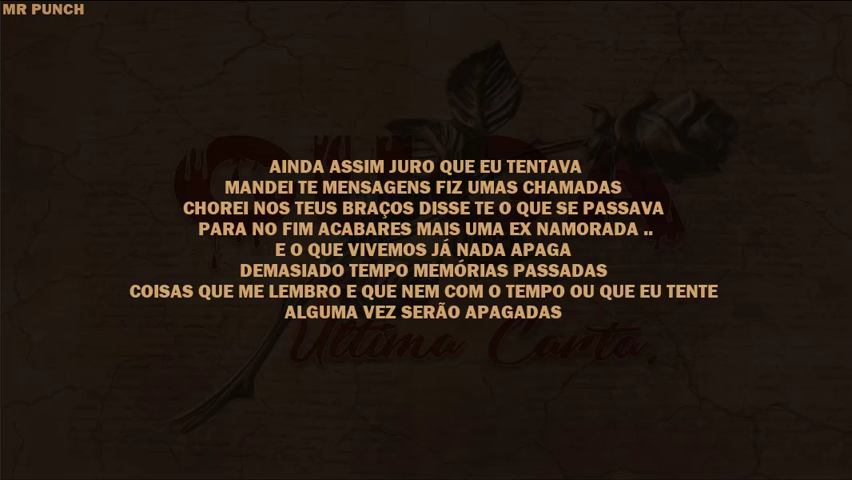 MR PUNCH
AINDA ASSIM JURO QUE EU TENTAVA
MANDEI TE MENSAGENS FIZ UMAS CHAMADAS
CHOREI NOS TEUS BRAÇOS DISSE TE O QUE SE PASSAVA
PARA NO FIM ACABARES MAIS UMA EX NAMORADA ..
E O QUE VIVEMOS JÁ NADA APAGA
DEMASIADO TEMPO MEMÓRIAS PASSADAS
COISAS QUE ME LEMBRO E QUE NEM COM O TEMPO OU QUE EU TENTE
ALGUMA VEZ SERÃO APAGADAS
Última Carta